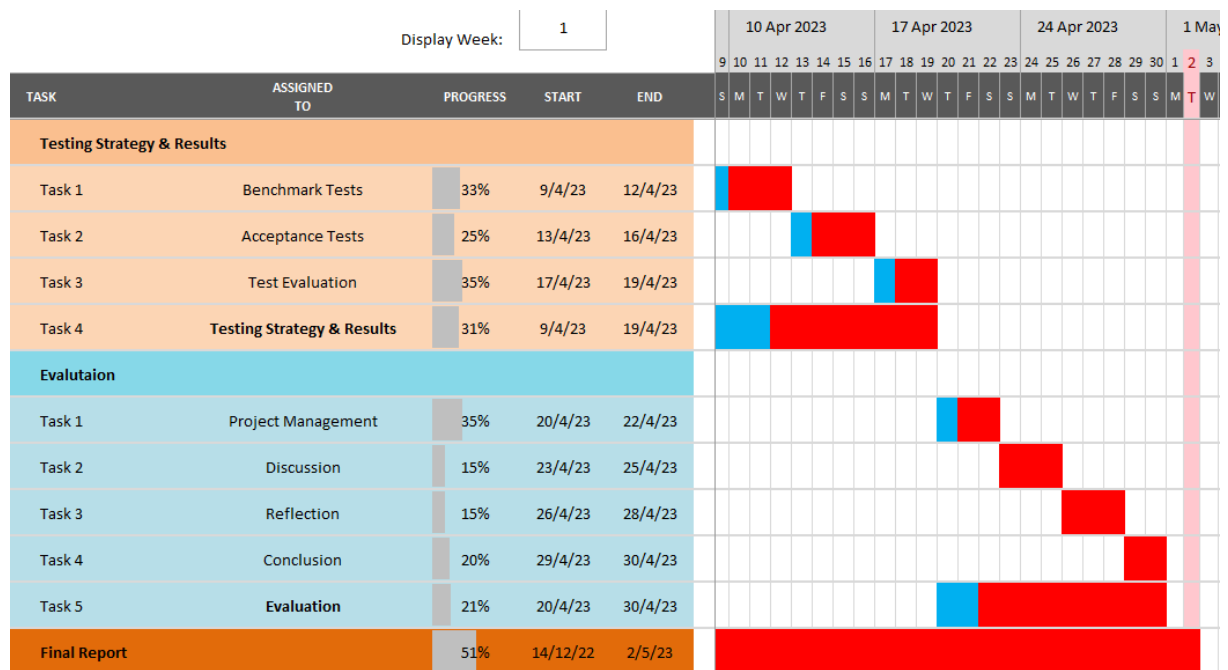 Display Week: 1
10 Apr 2023 17 Apr 2023 24 Apr 2023 1 May
9 10 11 12 13 14 15 16 17 18 19 20 21 22 23 24 25 26 27 28 29 30 1 2 3
TASK ASSIGNED TO PROGRESS START END S M T W T F S S M T W T F S S M T W T F S S M T W
Testing Strategy & Results
Task 1 Benchmark Tests 33% 9/4/23 12/4/23
Task 2 Acceptance Tests 25% 13/4/23 16/4/23
Task 3 Test Evaluation 35% 17/4/23 19/4/23
Task 4 Testing Strategy & Results 31% 9/4/23 19/4/23
Evalutaion
Task 1 Project Management 35% 20/4/23 22/4/23
Task 2 Discussion 15% 23/4/23 25/4/23
Task 3 Reflection 15% 26/4/23 28/4/23
Task 4 Conclusion 20% 29/4/23 30/4/23
Task 5 Evaluation 21% 20/4/23 30/4/23
Final Report 51% 14/12/22 2/5/23